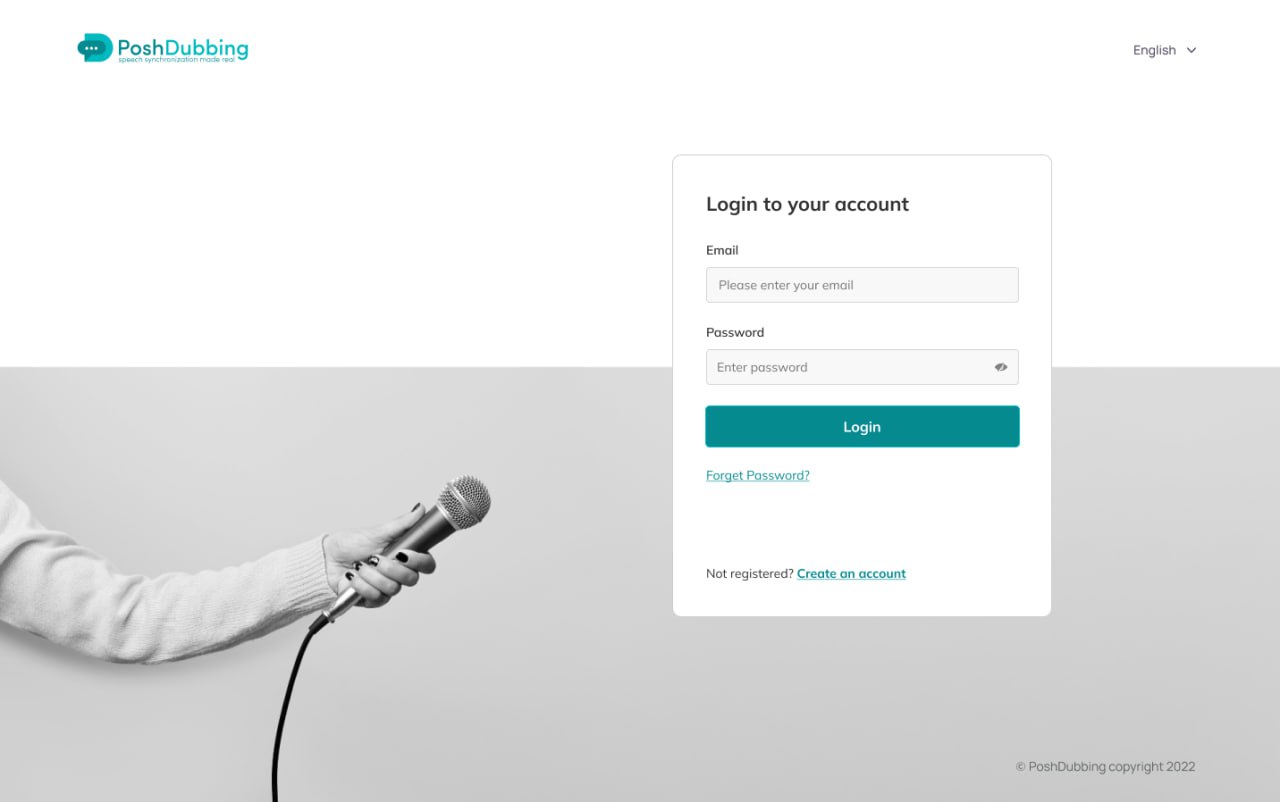 PoshDubbing
speech synchronization made real
English
Login to your account
Email
Please enter your email
Password
Enter password
Login
Forget Password?
Not registered? Create an account
© PoshDubbing copyright 2022